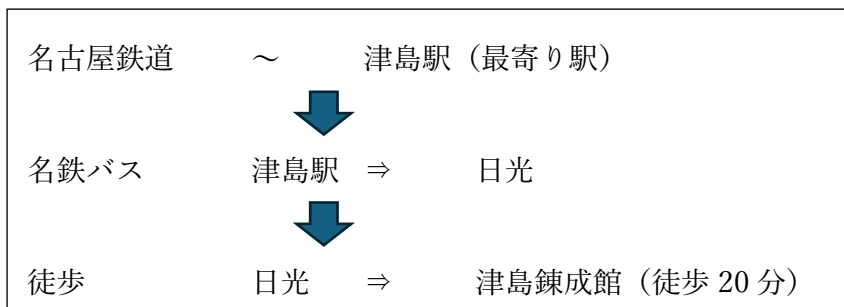 名古屋鉄道 ～ 津島駅（最寄り駅）
名鉄バス 津島駅 ⇒ 日光
徒歩 日光 ⇒ 津島錬成館（徒歩 20 分）